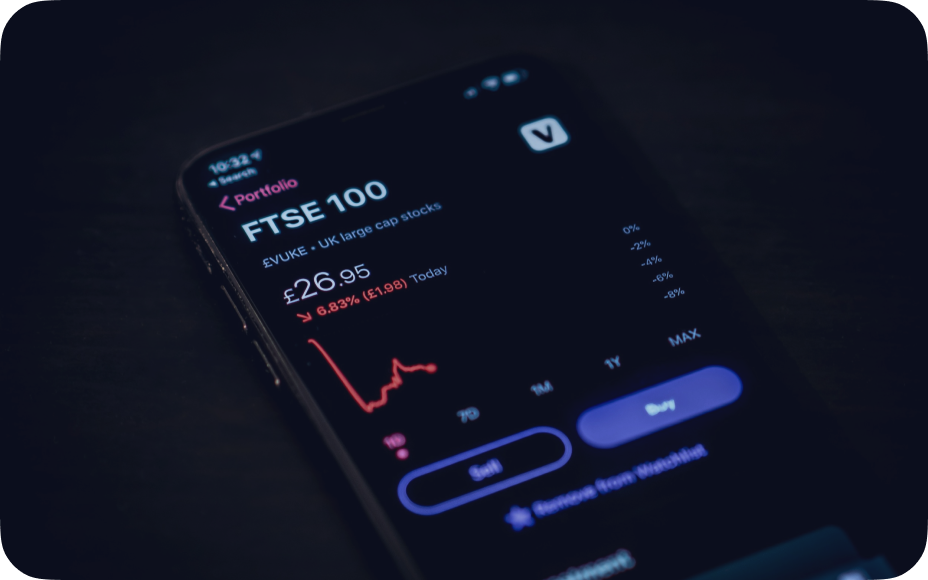 10:32
◀ Search
Portfolio
V
FTSE 100
£VUKE • UK large cap stocks
£26.95
↘ 6.83% (£1.98) Today
0%
-2%
-4%
-6%
-8%
1D 7D 1M 1Y MAX
Sell Buy
Remove from Watchlist